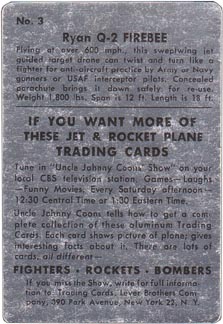 No. 3
Ryan Q-2 FIREBEE
Flying at over 600 mph, this sweptwing jet
guided target drone can twist and turn like a
fighter for anti-aircraft practice by Army or Navy
gunners or USAF interceptor pilots. Concealed
parachute brings it down safely for re-use.
Weight 1,800 lbs. Span is 12 ft. Length is 18 ft.
IF YOU WANT MORE OF
THESE JET & ROCKET PLANE
TRADING CARDS
Tune in "Uncle Johnny Coons' Show" on your
local CBS television station. Games—Laughs
—Funny Movies. Every Saturday afternoon—
12:30 Central Time or 1:30 Eastern Time.
Uncle Johnny Coons tells how to get a com-
plete collection of these aluminum Trading
Cards. Each card shows picture of plane; gives
interesting facts about it. There are lots of
cards, all different—
FIGHTERS · ROCKETS · BOMBERS
If you miss the Show, write for full infor-
mation to: Trading Cards, Lever Brothers Com-
pany, 390 Park Avenue, New York 22, N. Y.